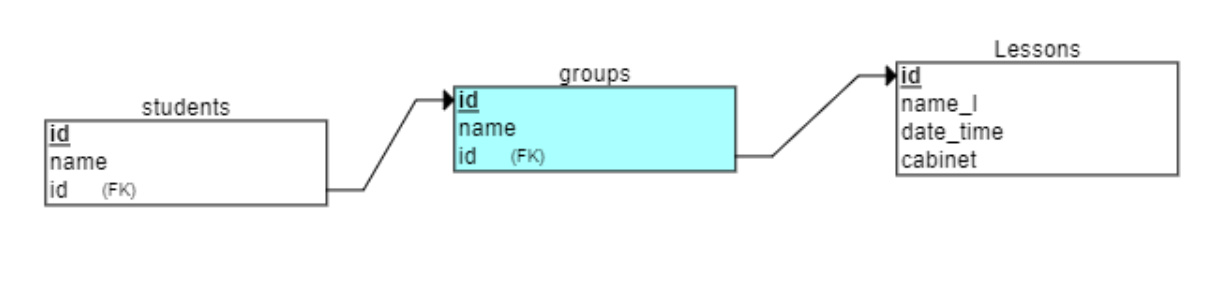 students
id
name
id (FK)
groups
id
name
id (FK)
Lessons
id
name_l
date_time
cabinet